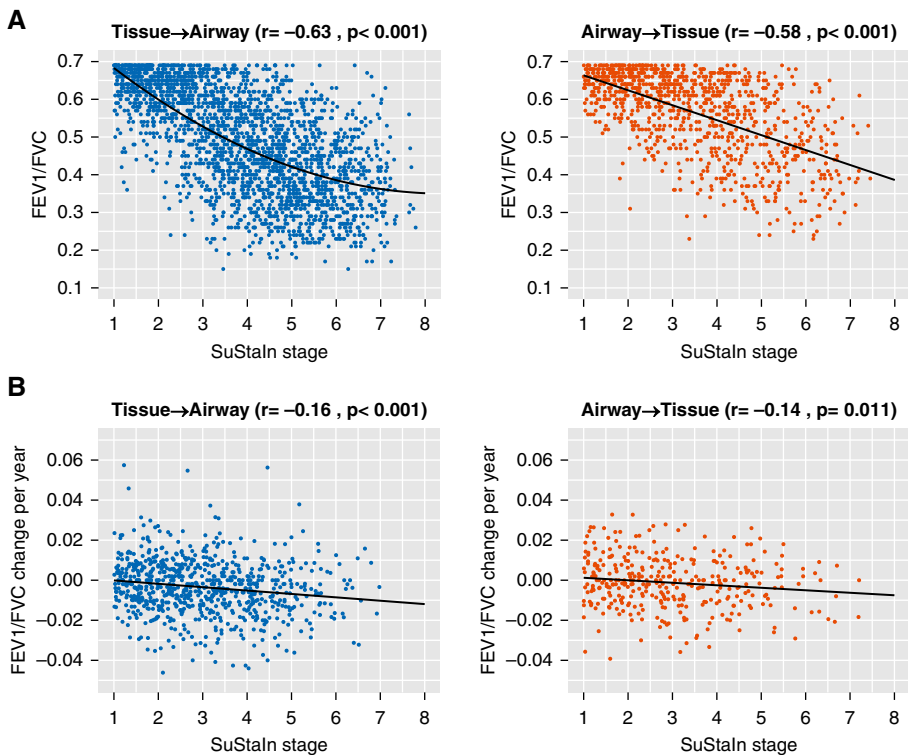 A
Tissue→Airway (r= −0.63 , p< 0.001)
0.7
0.6
0.5
0.4
0.3
0.2
0.1
FEV1/FVC
1 2 3 4 5 6 7 8
SuStaIn stage
Airway→Tissue (r= −0.58 , p< 0.001)
0.7
0.6
0.5
0.4
0.3
0.2
0.1
FEV1/FVC
1 2 3 4 5 6 7 8
SuStaIn stage
B
Tissue→Airway (r= −0.16 , p< 0.001)
0.06
0.04
0.02
0.00
−0.02
−0.04
FEV1/FVC change per year
1 2 3 4 5 6 7 8
SuStaIn stage
Airway→Tissue (r= −0.14 , p= 0.011)
0.06
0.04
0.02
0.00
−0.02
−0.04
FEV1/FVC change per year
1 2 3 4 5 6 7 8
SuStaIn stage